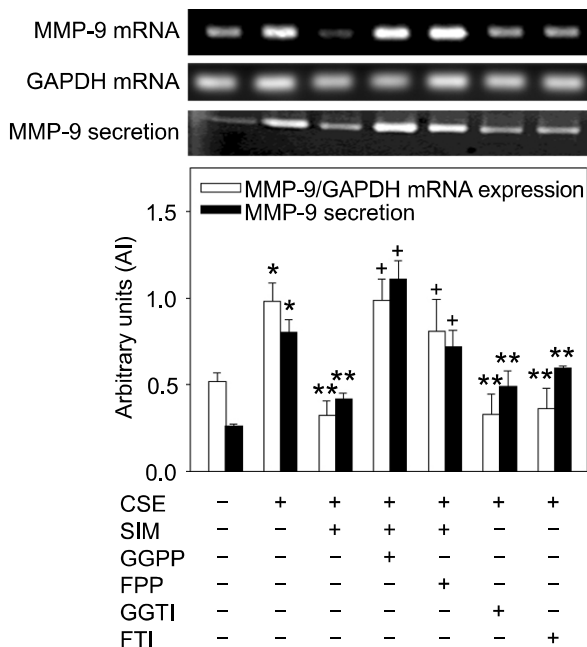 MMP-9 mRNA
GAPDH mRNA
MMP-9 secretion
MMP-9/GAPDH mRNA expression
MMP-9 secretion
Arbitrary units (AI)
1.5
1.0
0.5
0.0
* * ** ** + + + + ** ** ** **
CSE – + + + + + +
SIM – – + + + – –
GGPP – – – + – – –
FPP – – – – + – –
GGTI – – – – – + –
FTI – – – – – – +